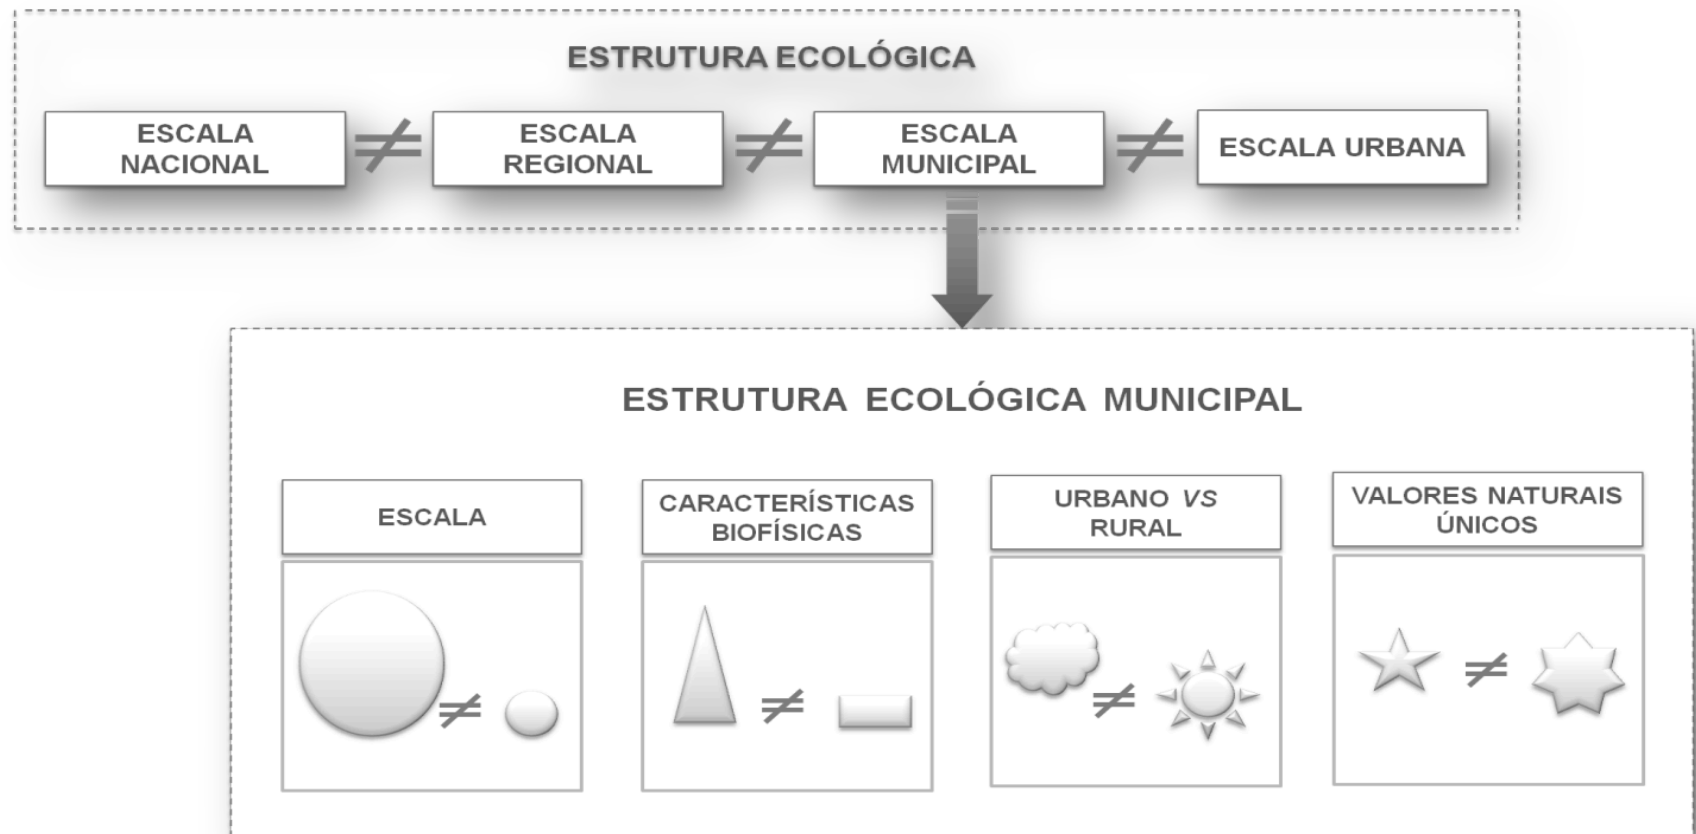 ESTRUTURA ECOLÓGICA
ESCALA
NACIONAL
≠
ESCALA
REGIONAL
≠
ESCALA
MUNICIPAL
≠
ESCALA URBANA
ESTRUTURA ECOLÓGICA MUNICIPAL
ESCALA
CARACTERÍSTICAS
BIOFÍSICAS
URBANO VS
RURAL
VALORES NATURAIS
ÚNICOS
≠
≠
≠
≠